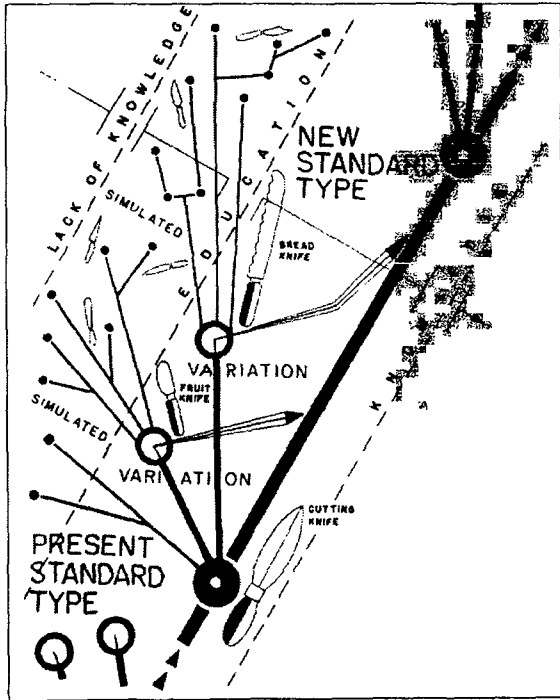 LACK OF KNOWLEDGE
EDUCATION
NEW
STANDARD
TYPE
SIMULATED
BREAD
KNIFE
VARIATION
FRUIT
KNIFE
SIMULATED
VARIATION
CUTTING
KNIFE
PRESENT
STANDARD
TYPE